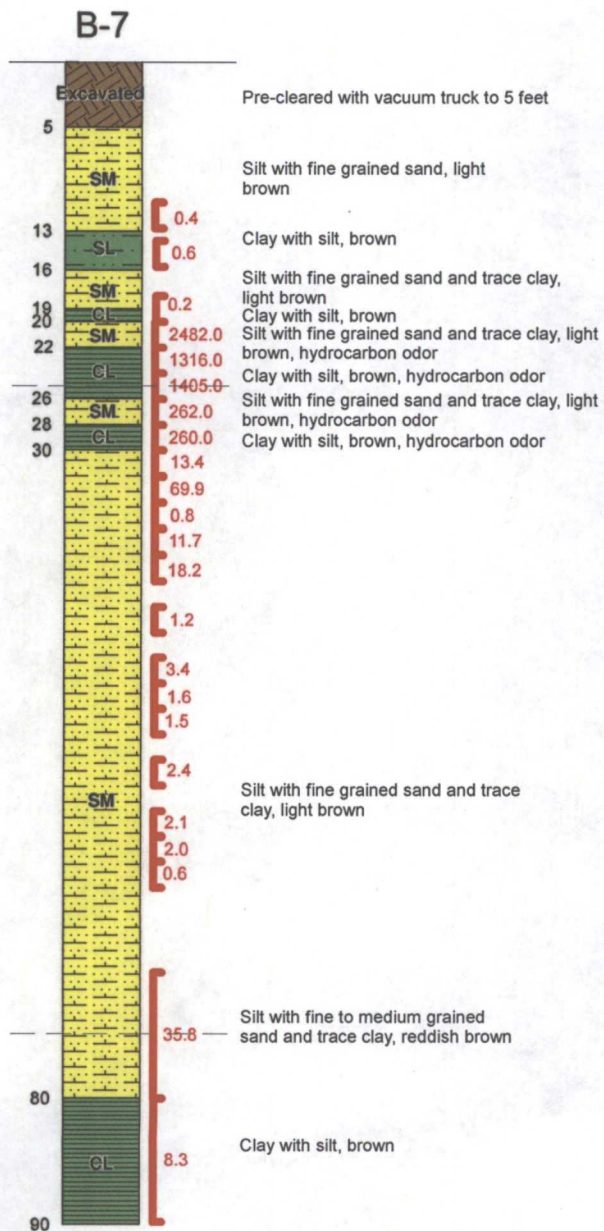 B-7
Excavated
Pre-cleared with vacuum truck to 5 feet
5
SM
Silt with fine grained sand, light
brown
0.4
13
SL
0.6
Clay with silt, brown
16
SM
Silt with fine grained sand and trace clay,
light brown
0.2
19
CL
Clay with silt, brown
20
SM
2482.0
Silt with fine grained sand and trace clay, light
brown, hydrocarbon odor
22
1316.0
CL
Clay with silt, brown, hydrocarbon odor
1405.0
26
SM
262.0
Silt with fine grained sand and trace clay, light
brown, hydrocarbon odor
28
CL
260.0
Clay with silt, brown, hydrocarbon odor
30
13.4
69.9
0.8
11.7
18.2
1.2
3.4
1.6
1.5
2.4
SM
Silt with fine grained sand and trace
clay, light brown
2.1
2.0
0.6
Silt with fine to medium grained
sand and trace clay, reddish brown
35.8
80
CL
8.3
Clay with silt, brown
90